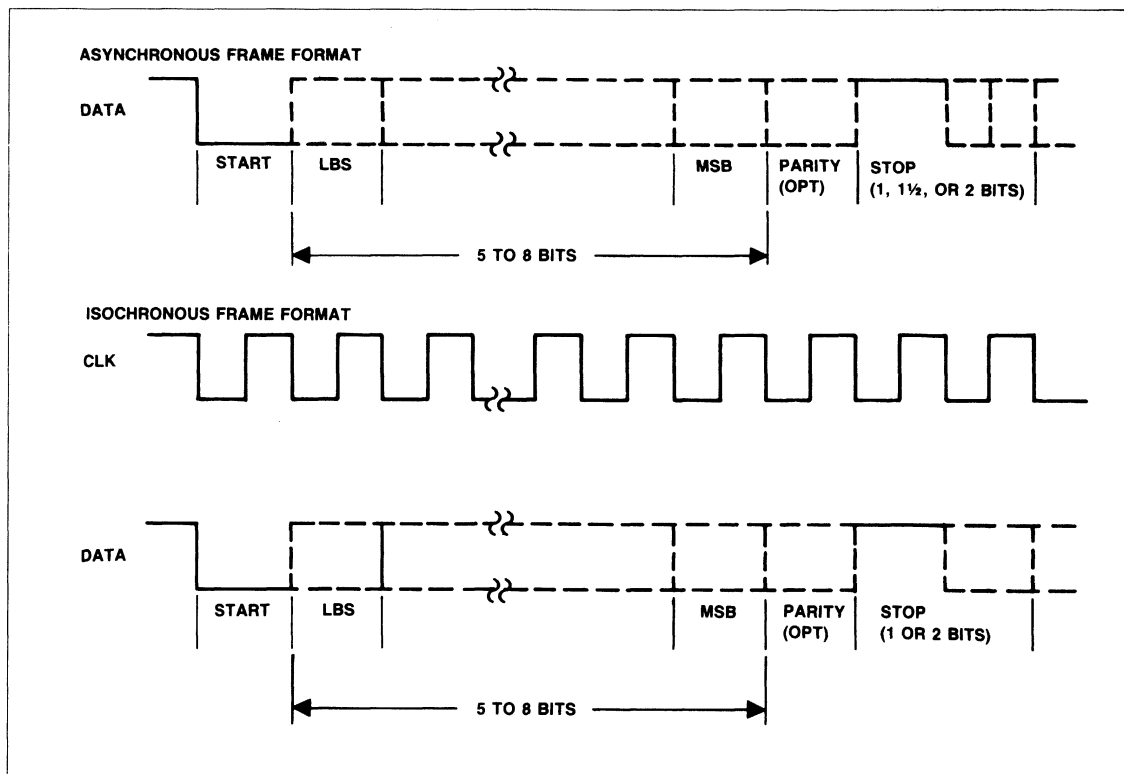 ASYNCHRONOUS FRAME FORMAT
DATA
START
LBS
MSB
PARITY
(OPT)
STOP
(1, 1½, OR 2 BITS)
5 TO 8 BITS
ISOCHRONOUS FRAME FORMAT
CLK
DATA
START
LBS
MSB
PARITY
(OPT)
STOP
(1 OR 2 BITS)
5 TO 8 BITS